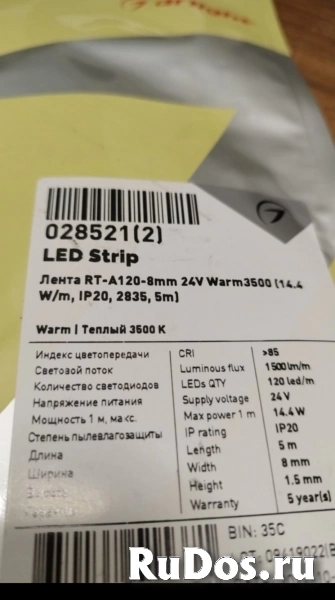 arlight
028521(2)
LED Strip
Лента RT-A120-8mm 24V Warm3500 (14.4
W/m, IP20, 2835, 5m)
Warm | Теплый 3500 K
Индекс цветопередачи CRI >85
Световой поток Luminous flux 1500lm/m
Количество светодиодов LEDs QTY 120 led/m
Напряжение питания Supply voltage 24 V
Мощность 1 м, макс. Max power 1 m 14.4W
Степень пылевлагозащиты IP rating IP20
Длина Length 5 m
Ширина Width 8 mm
Height 1.5 mm
Warranty 5 year(s)
BIN: 35C
RuDos.ru